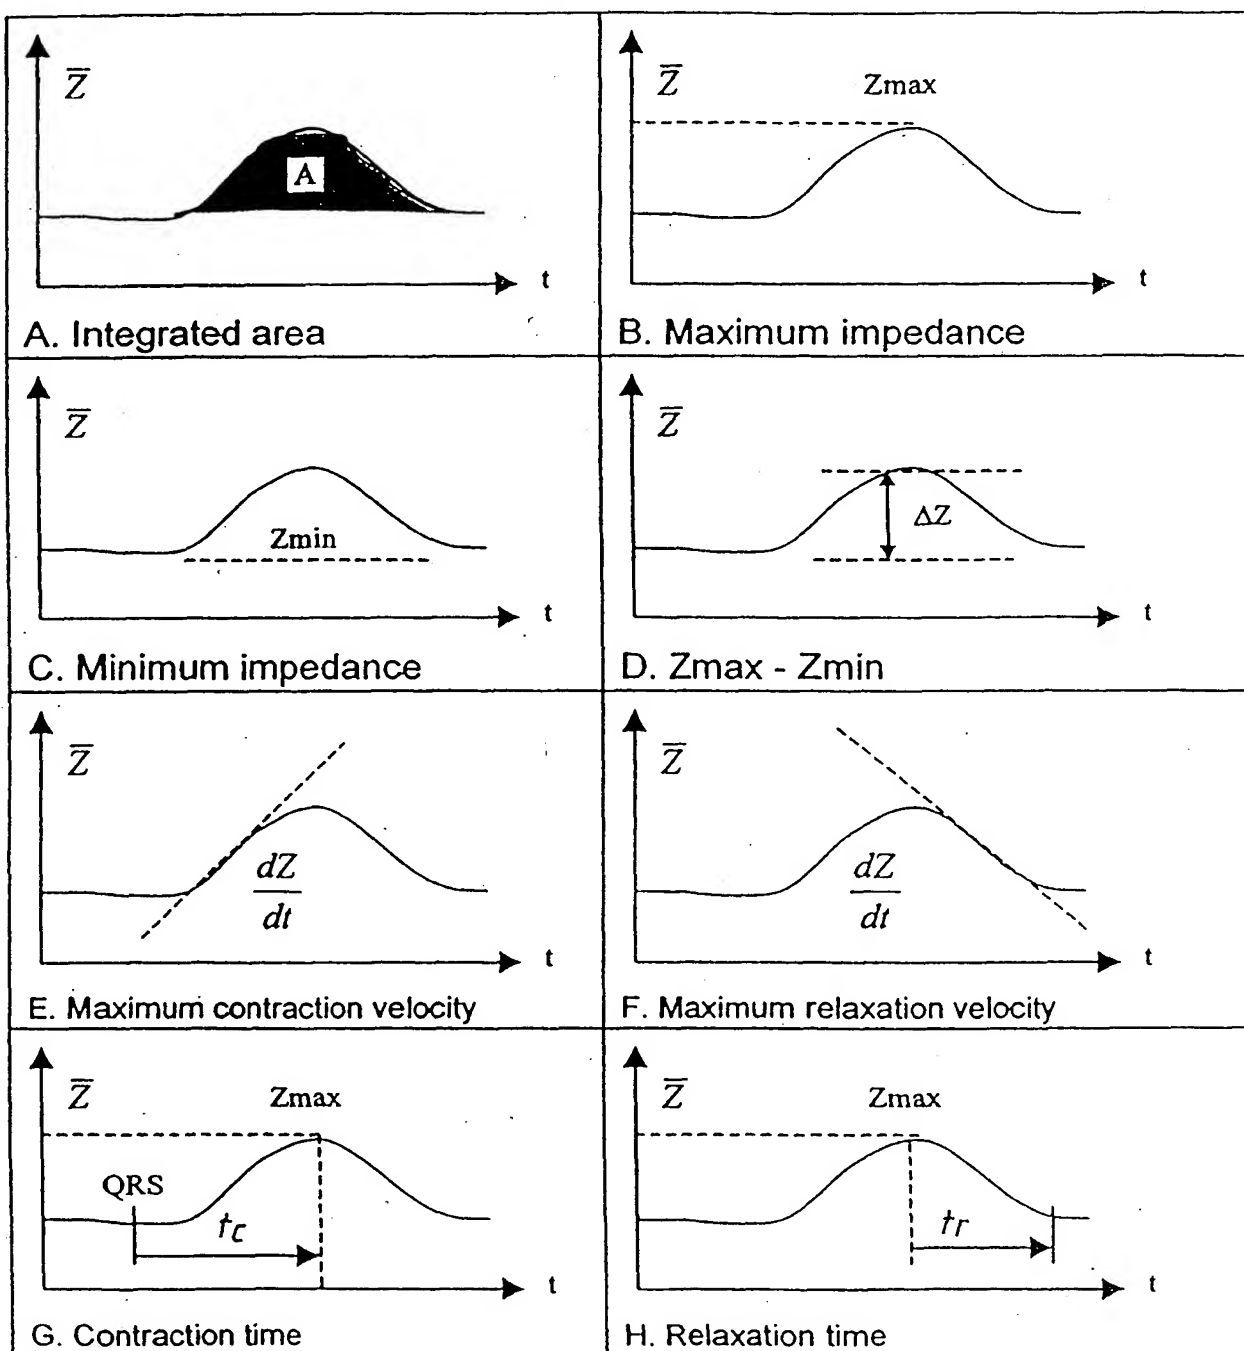 Z̅
A
t
A. Integrated area
Z̅
Zmax
t
B. Maximum impedance
Z̅
Zmin
t
C. Minimum impedance
Z̅
ΔZ
t
D. Zmax - Zmin
Z̅
dZ
dt
t
E. Maximum contraction velocity
Z̅
dZ
dt
t
F. Maximum relaxation velocity
Z̅
Zmax
QRS
tc
t
G. Contraction time
Z̅
Zmax
tr
t
H. Relaxation time